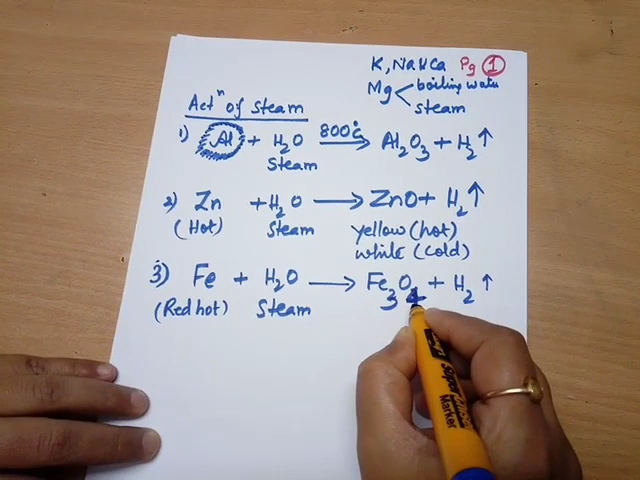 K, Na & Ca Pg 1
Mg boiling water
steam
Actⁿ of steam
1) Al + H₂O 800°C → Al₂O₃ + H₂ ↑
Steam
2) Zn + H₂O → ZnO + H₂ ↑
(Hot) Steam yellow (hot)
white (cold)
3) Fe + H₂O → Fe₃O₄ + H₂ ↑
(Red hot) Steam
Super
Marker